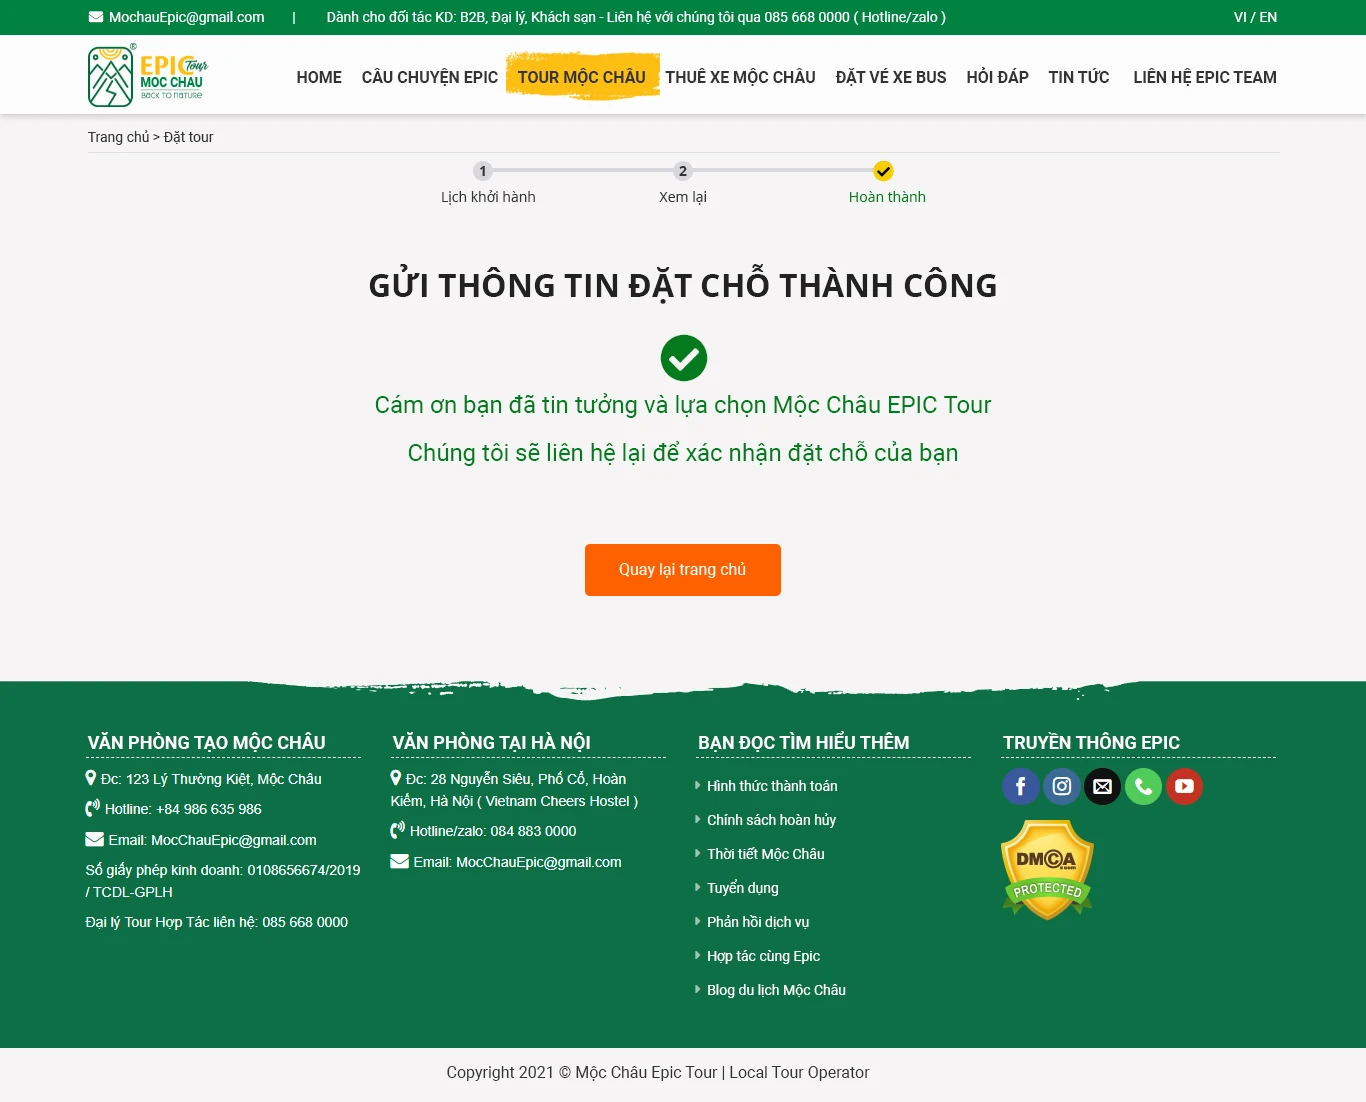 MochauEpic@gmail.com | Dành cho đối tác KD: B2B, Đại lý, Khách sạn - Liên hệ với chúng tôi qua 085 668 0000 ( Hotline/zalo ) VI / EN
EPIC Tour ®
MOC CHAU
BACK TO NATURE
HOME CÂU CHUYỆN EPIC TOUR MỘC CHÂU THUÊ XE MỘC CHÂU ĐẶT VÉ XE BUS HỎI ĐÁP TIN TỨC LIÊN HỆ EPIC TEAM
Trang chủ > Đặt tour
1 2
Lịch khởi hành Xem lại Hoàn thành
GỬI THÔNG TIN ĐẶT CHỖ THÀNH CÔNG
Cám ơn bạn đã tin tưởng và lựa chọn Mộc Châu EPIC Tour
Chúng tôi sẽ liên hệ lại để xác nhận đặt chỗ của bạn
Quay lại trang chủ
VĂN PHÒNG TẠO MỘC CHÂU
Đc: 123 Lý Thường Kiệt, Mộc Châu
Hotline: +84 986 635 986
Email: MocChauEpic@gmail.com
Số giấy phép kinh doanh: 0108656674/2019
/ TCDL-GPLH
Đại lý Tour Hợp Tác liên hệ: 085 668 0000
VĂN PHÒNG TẠI HÀ NỘI
Đc: 28 Nguyễn Siêu, Phố Cổ, Hoàn
Kiếm, Hà Nội ( Vietnam Cheers Hostel )
Hotline/zalo: 084 883 0000
Email: MocChauEpic@gmail.com
BẠN ĐỌC TÌM HIỂU THÊM
Hình thức thành toán
Chính sách hoàn hủy
Thời tiết Mộc Châu
Tuyển dụng
Phản hồi dịch vụ
Hợp tác cùng Epic
Blog du lịch Mộc Châu
TRUYỀN THÔNG EPIC
DMCA
.com
PROTECTED
Copyright 2021 © Mộc Châu Epic Tour | Local Tour Operator